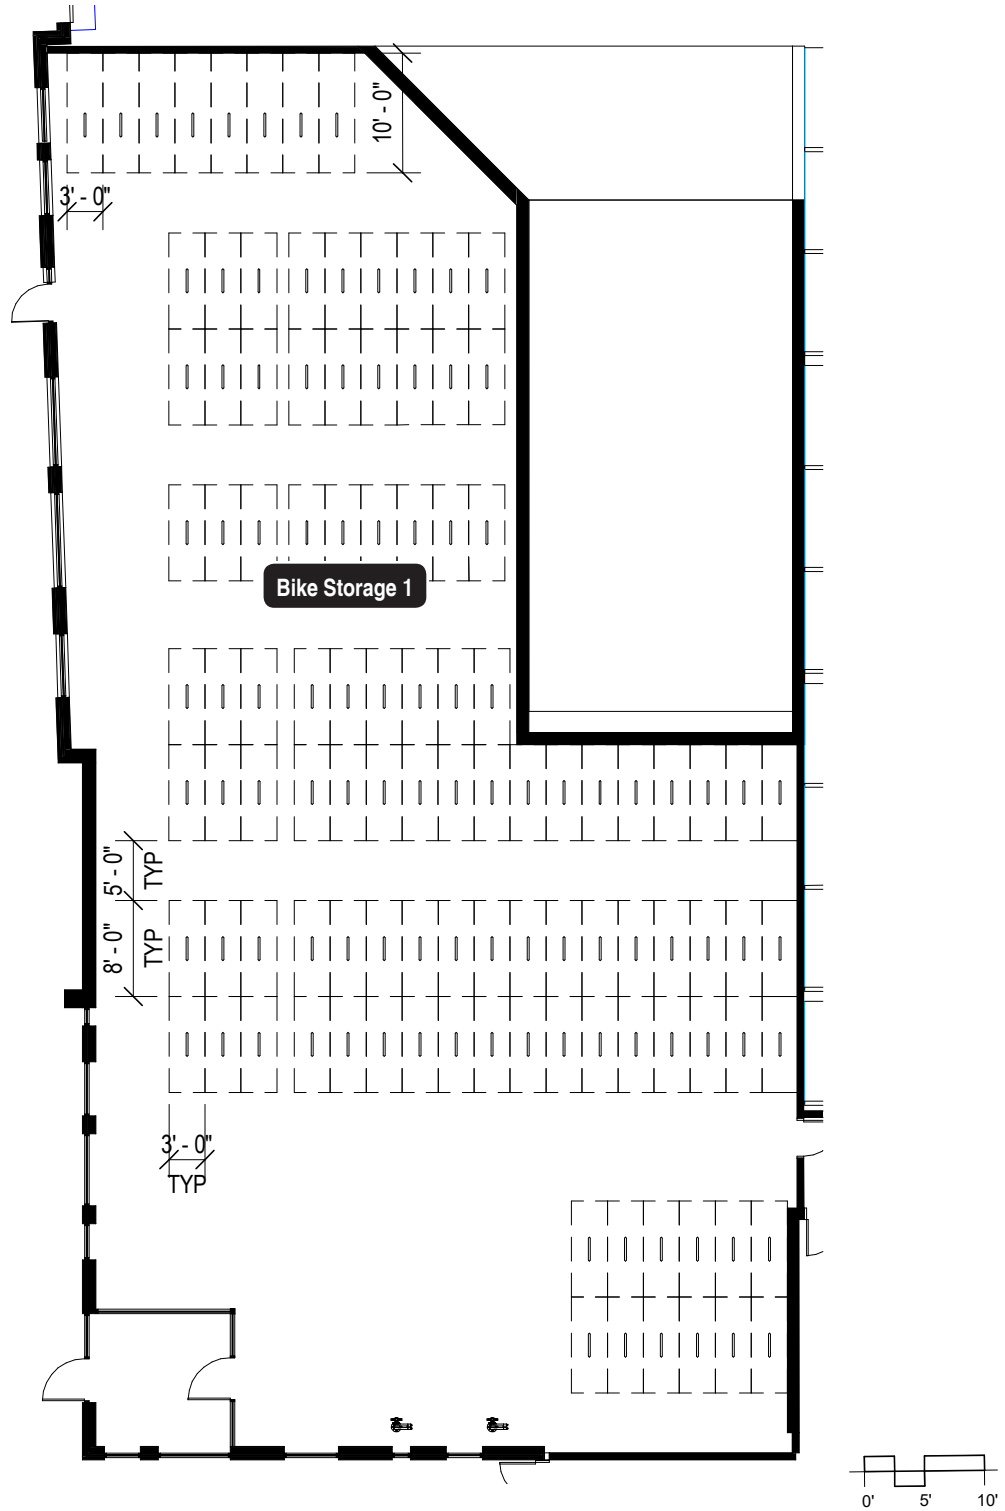 10' - 0"
3' - 0"
Bike Storage 1
5' - 0"
TYP
8' - 0"
TYP
3' - 0"
TYP
0' 5' 10'